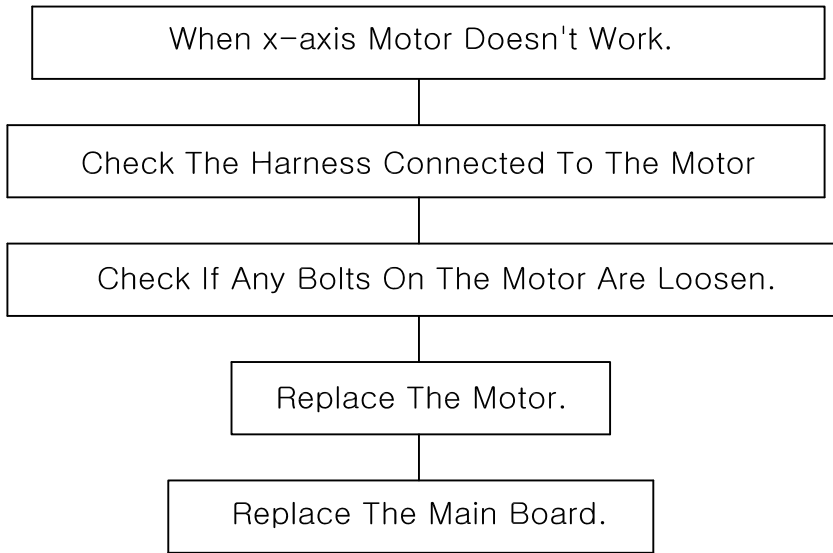 When x-axis Motor Doesn't Work.
Check The Harness Connected To The Motor
Check If Any Bolts On The Motor Are Loosen.
Replace The Motor.
Replace The Main Board.